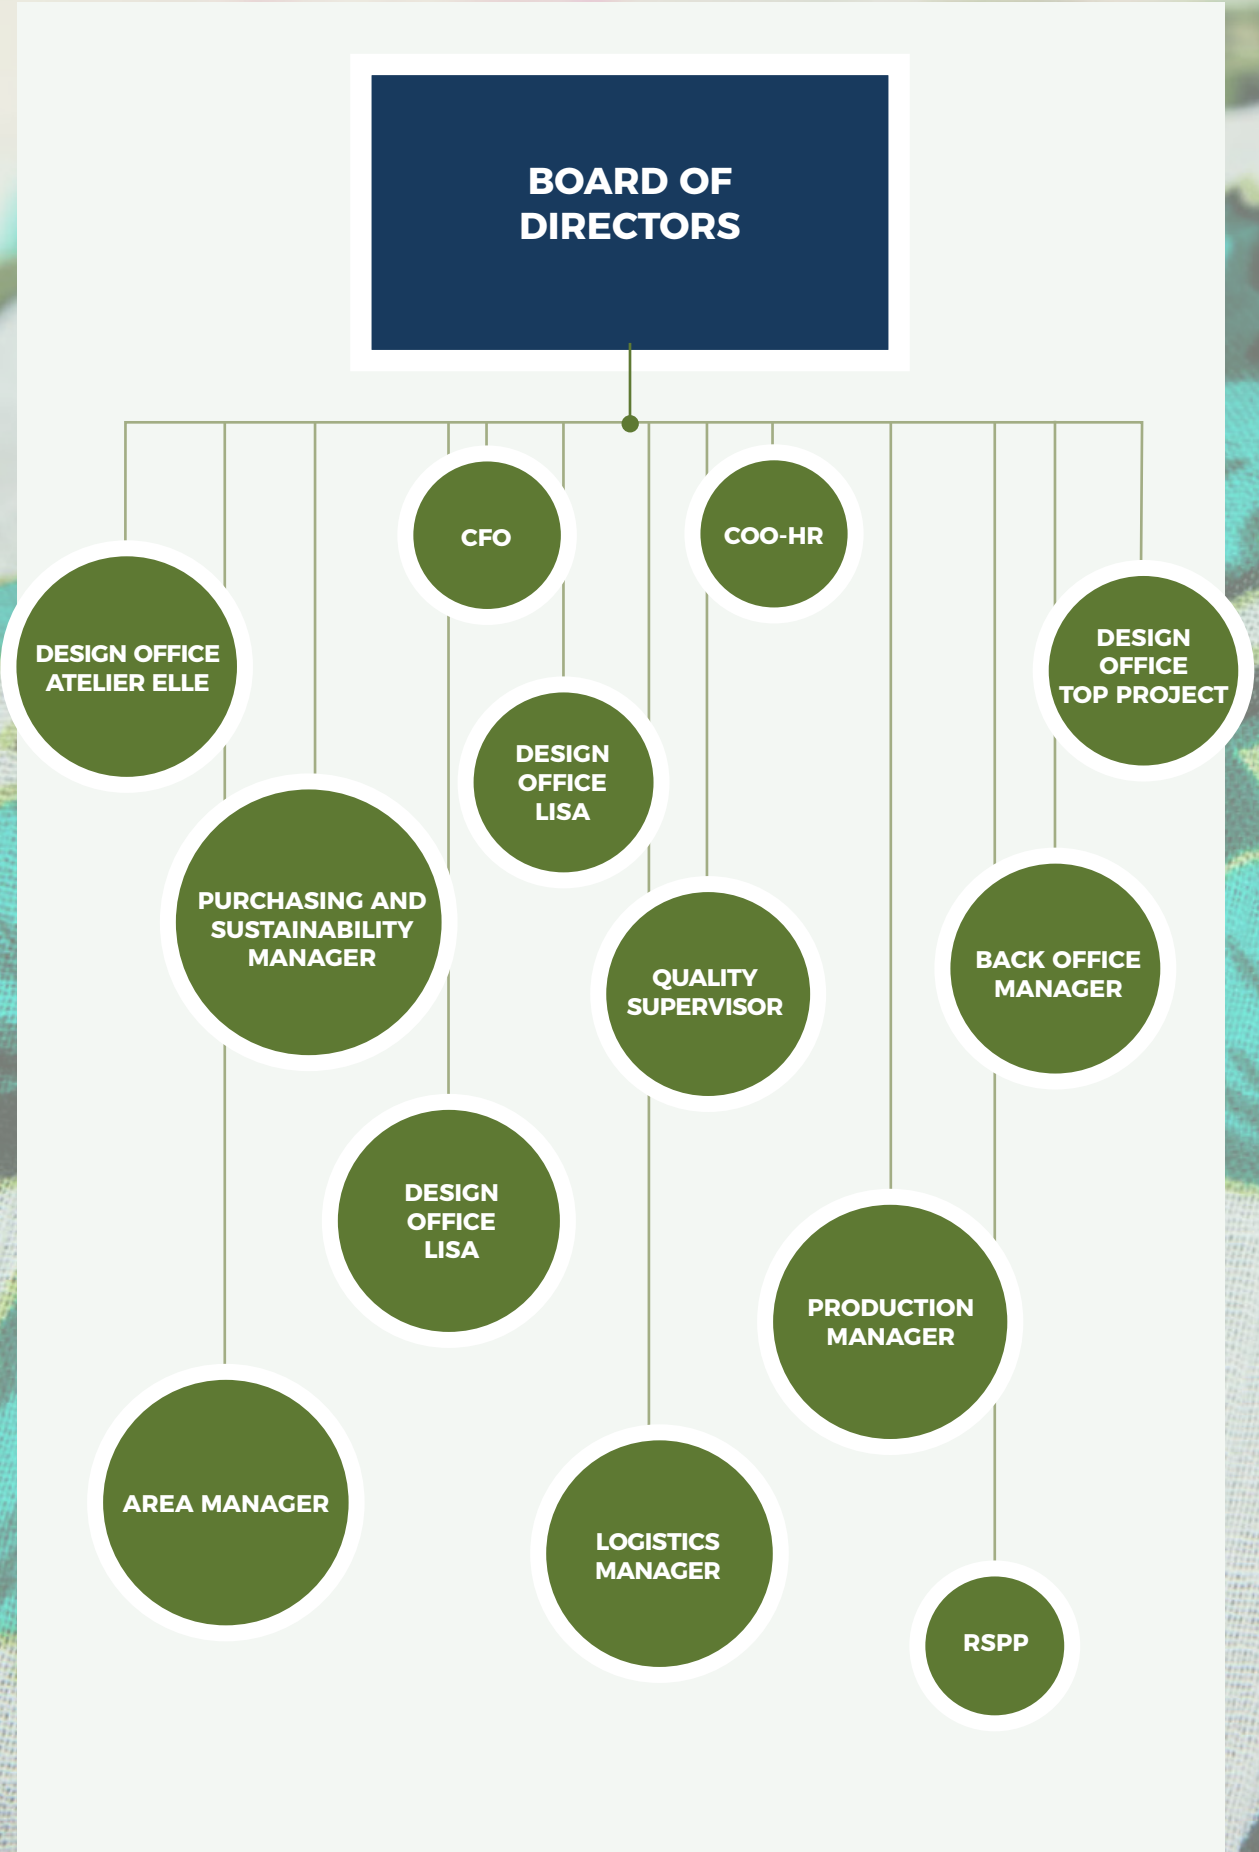 BOARD OF
DIRECTORS
CFO
COO-HR
DESIGN OFFICE
ATELIER ELLE
DESIGN
OFFICE
TOP PROJECT
DESIGN
OFFICE
LISA
PURCHASING AND
SUSTAINABILITY
MANAGER
QUALITY
SUPERVISOR
BACK OFFICE
MANAGER
DESIGN
OFFICE
LISA
PRODUCTION
MANAGER
AREA MANAGER
LOGISTICS
MANAGER
RSPP